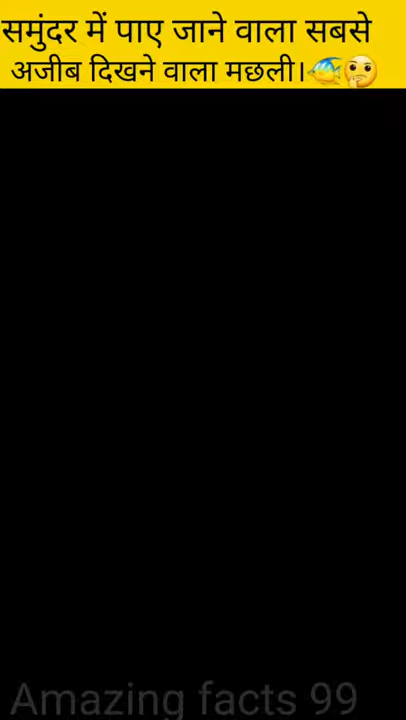 समुंदर में पाए जाने वाला सबसे
अजीब दिखने वाला मछली।🐠🤔
Amazing facts 99